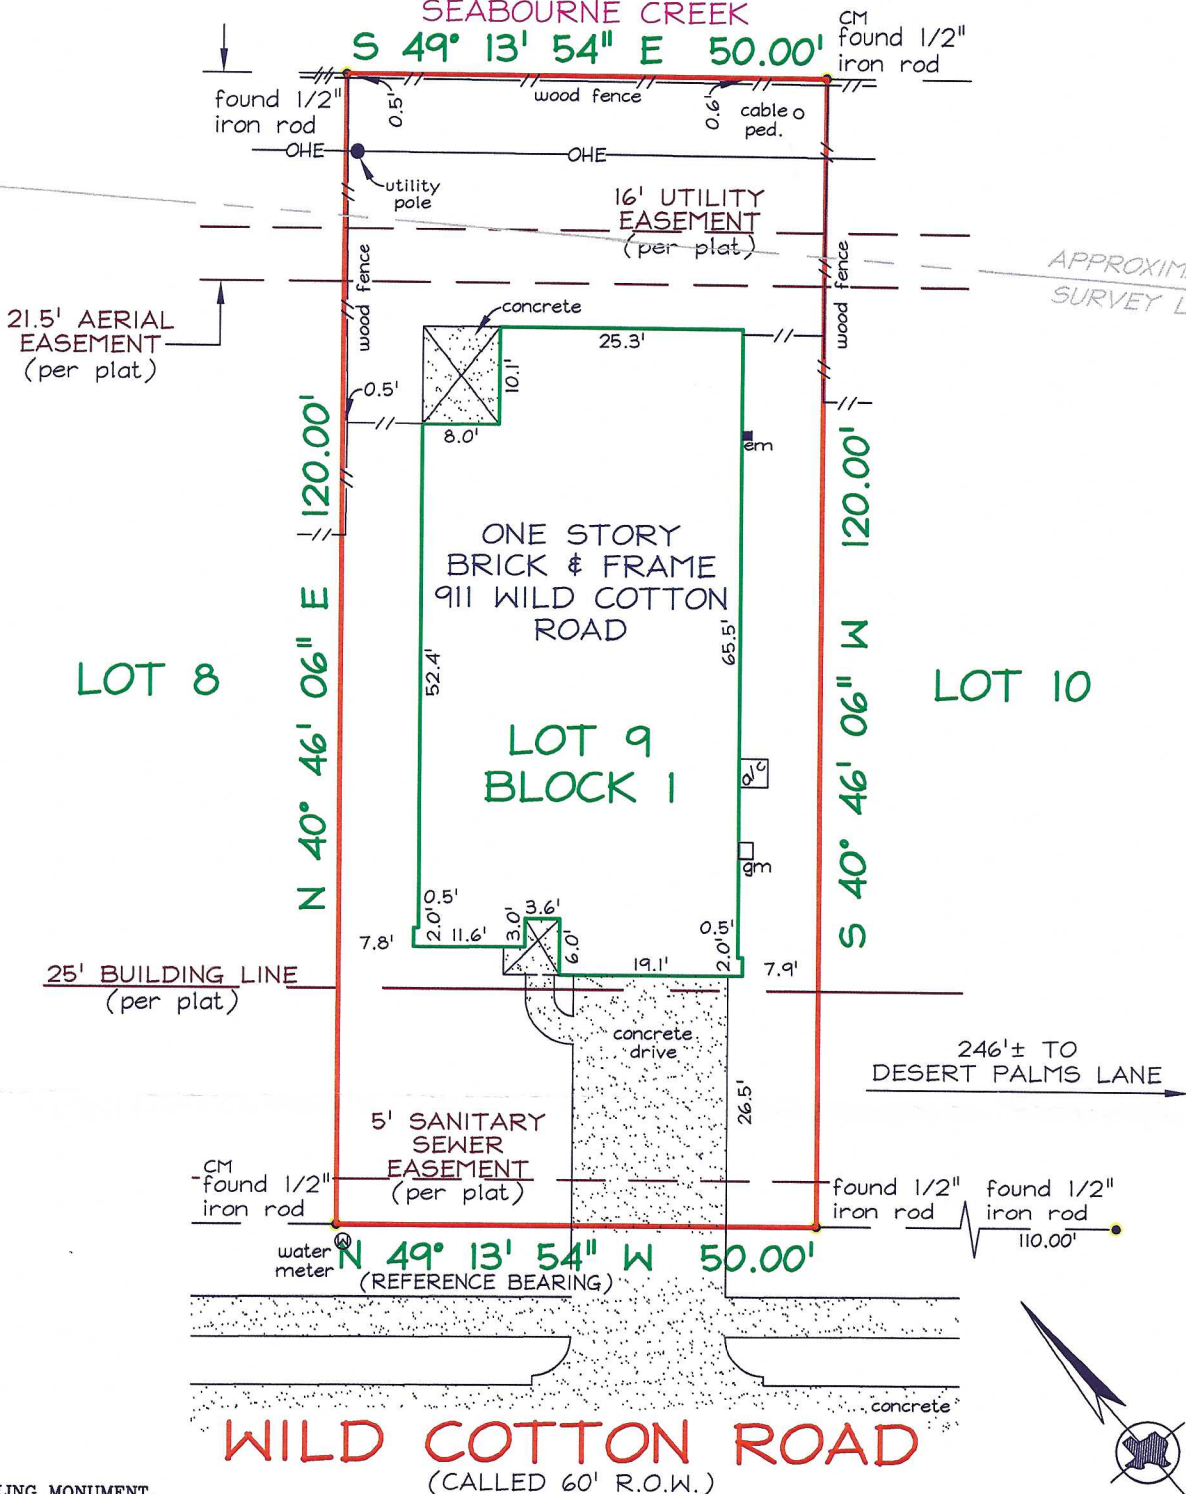 SEABOURNE CREEK
S 49° 13' 54" E 50.00'
CM
found 1/2"
iron rod
found 1/2"
iron rod
0.5'
wood fence
0.6'
cable
ped.
OHE
OHE
utility
pole
16' UTILITY
EASEMENT
(per plat)
wood fence
wood fence
SURVEY
21.5' AERIAL
EASEMENT
(per plat)
concrete
25.3'
10.1'
0.5'
8.0'
em
N 40° 46' 06" E 120.00'
S 40° 46' 06" W 120.00'
ONE STORY
BRICK & FRAME
911 WILD COTTON
ROAD
52.4'
65.5'
LOT 8
LOT 9
BLOCK 1
LOT 10
a/c
gm
0.5'
2.0'
11.6'
3.0'
3.6'
6.0'
0.5'
2.0'
19.1'
7.8'
7.9'
25' BUILDING LINE
(per plat)
concrete
drive
26.5'
246'± TO
DESERT PALMS LANE
5' SANITARY
SEWER
EASEMENT
(per plat)
CM
found 1/2"
iron rod
found 1/2"
iron rod
found 1/2"
iron rod
110.00'
water
meter
W
N 49° 13' 54" W 50.00'
(REFERENCE BEARING)
concrete
WILD COTTON ROAD
(CALLED 60' R.O.W.)
MONUMENT